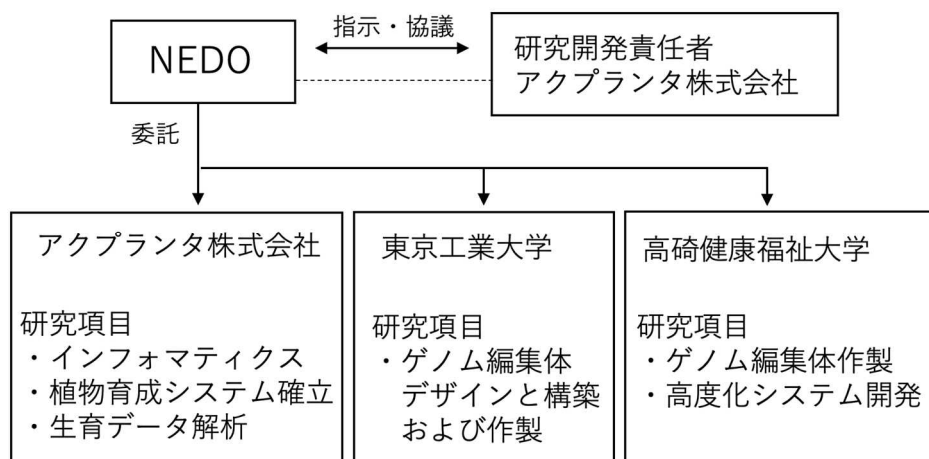 指示・協議
NEDO
研究開発責任者
アクプランタ株式会社
委託
アクプランタ株式会社
研究項目
・インフォマティクス
・植物育成システム確立
・生育データ解析
東京工業大学
研究項目
・ゲノム編集体
デザインと構築
および作製
高碕健康福祉大学
研究項目
・ゲノム編集体作製
・高度化システム開発